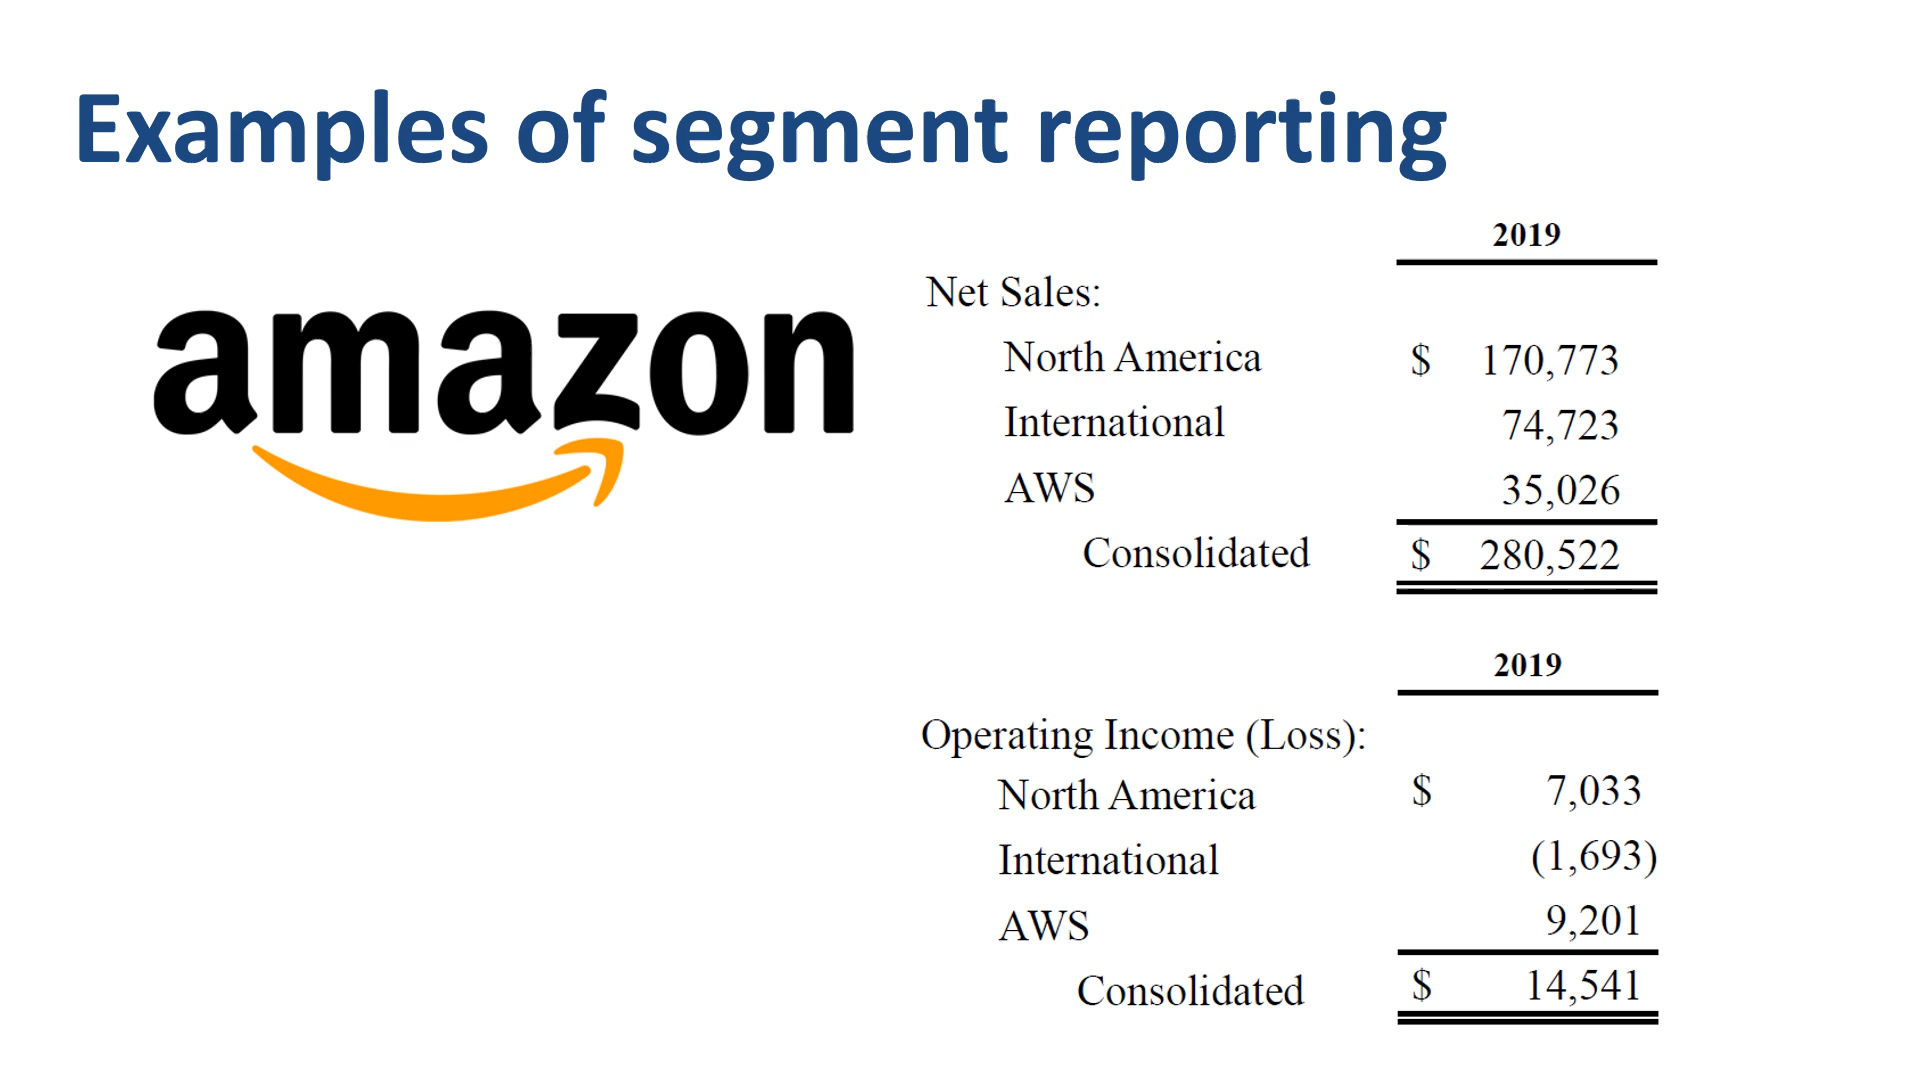 Examples of segment reporting
amazon
2019
Net Sales:
North America $ 170,773
International 74,723
AWS 35,026
Consolidated $ 280,522
2019
Operating Income (Loss):
North America $ 7,033
International (1,693)
AWS 9,201
Consolidated $ 14,541